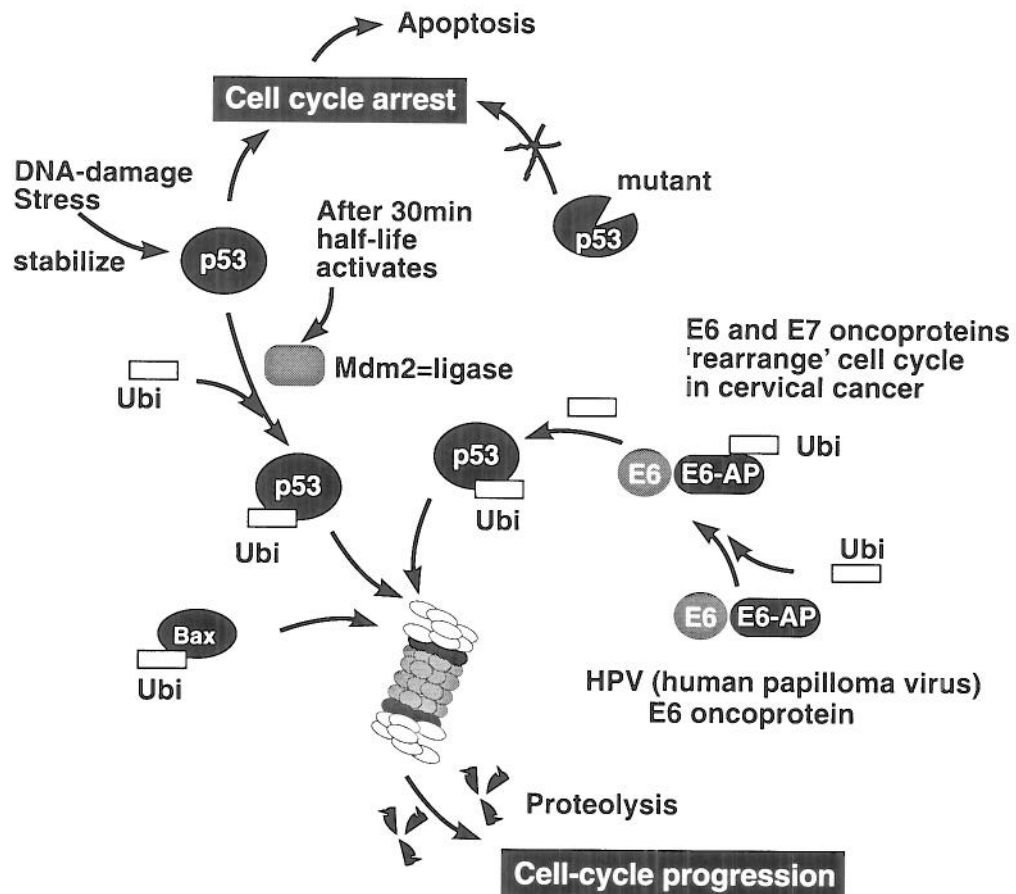 Apoptosis
Cell cycle arrest
DNA-damage
Stress
stabilize
p53
After 30min
half-life
activates
mutant
p53
Mdm2=ligase
Ubi
E6 and E7 oncoproteins
'rearrange' cell cycle
in cervical cancer
p53
Ubi
p53
Ubi
E6 E6-AP Ubi
Ubi
E6 E6-AP
Bax
Ubi
HPV (human papilloma virus)
E6 oncoprotein
Proteolysis
Cell-cycle progression